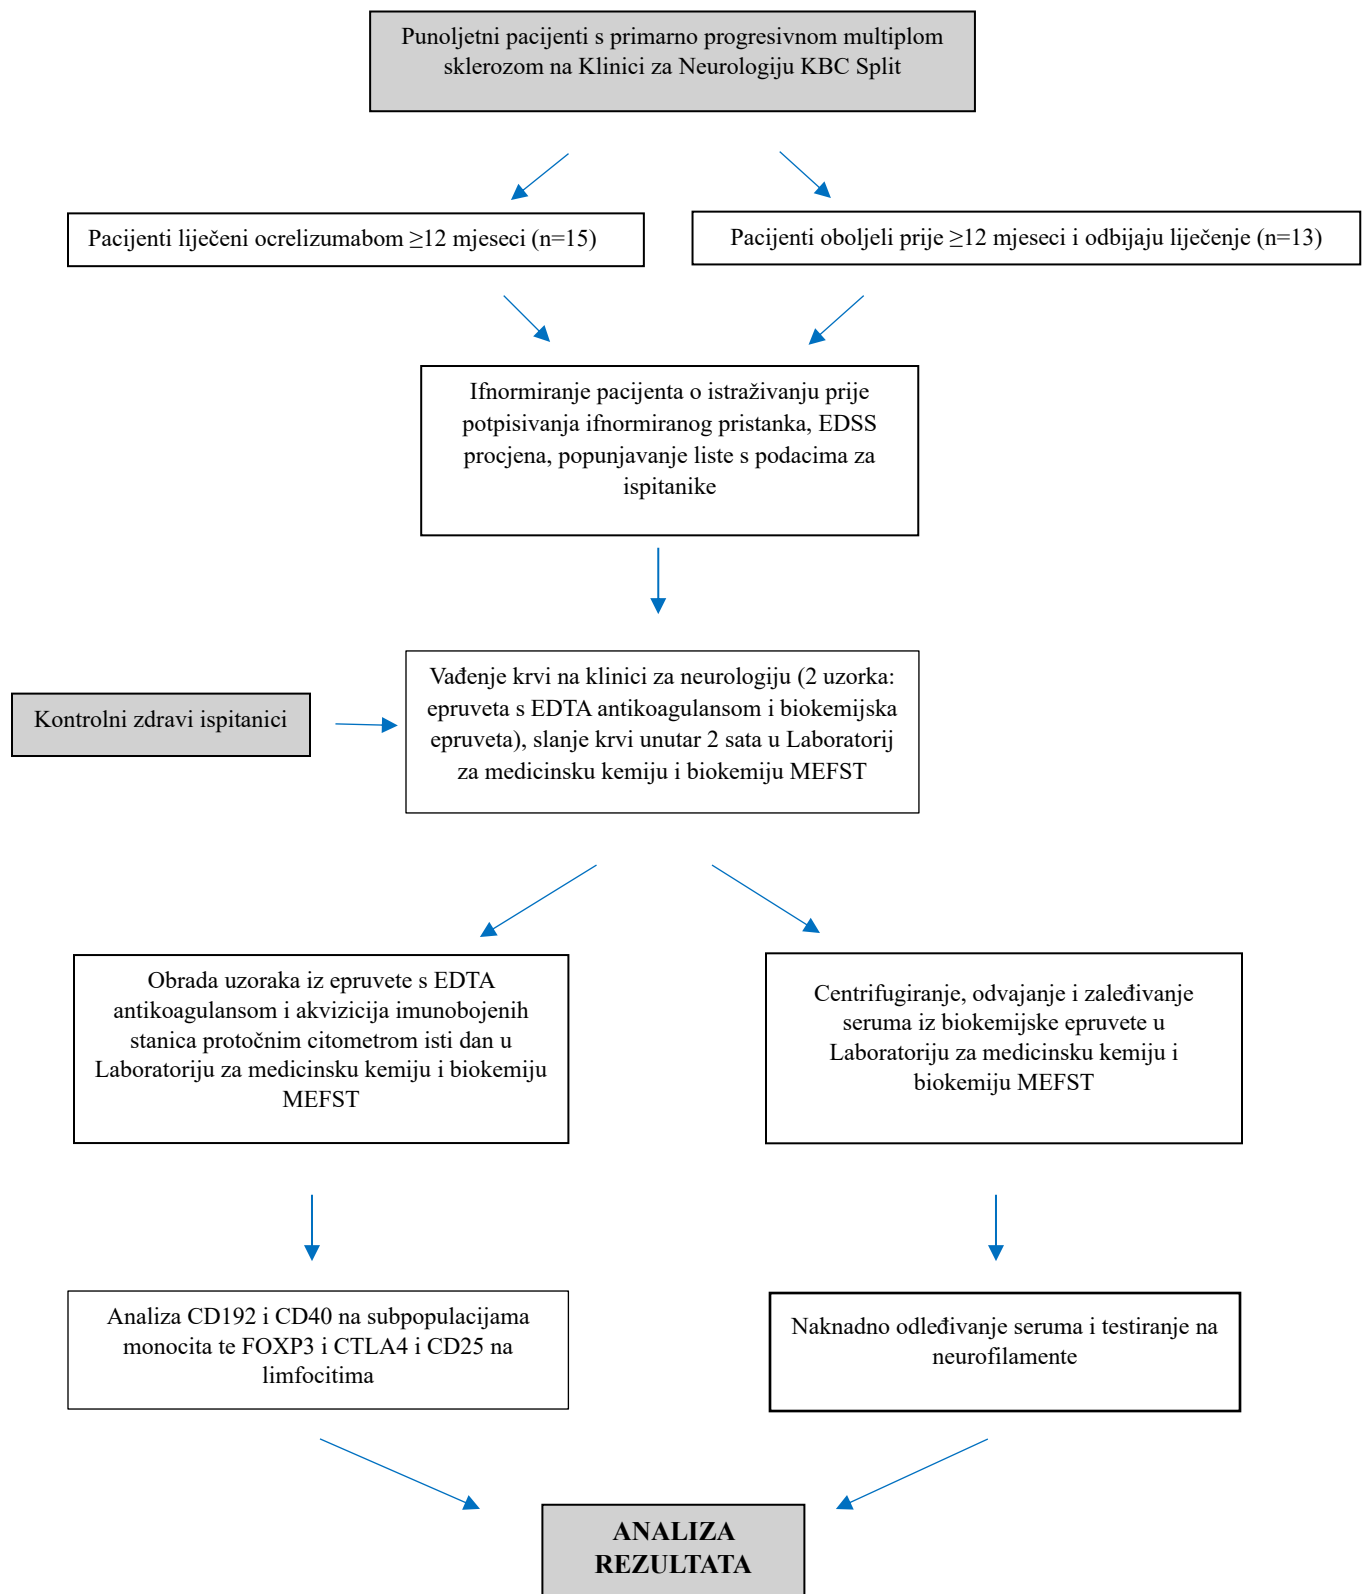 Punoljetni pacijenti s primarno progresivnom multiplom
sklerozom na Klinici za Neurologiju KBC Split
Pacijenti liječeni ocrelizumabom ≥12 mjeseci (n=15)
Pacijenti oboljeli prije ≥12 mjeseci i odbijaju liječenje (n=13)
Ifnormiranje pacijenta o istraživanju prije
potpisivanja ifnormiranog pristanka, EDSS
procjena, popunjavanje liste s podacima za
ispitanike
Kontrolni zdravi ispitanici
Vađenje krvi na klinici za neurologiju (2 uzorka:
epruveta s EDTA antikoagulansom i biokemijska
epruveta), slanje krvi unutar 2 sata u Laboratorij
za medicinsku kemiju i biokemiju MEFST
Obrada uzoraka iz epruvete s EDTA
antikoagulansom i akvizicija imunobojenih
stanica protočnim citometrom isti dan u
Laboratoriju za medicinsku kemiju i biokemiju
MEFST
Centrifugiranje, odvajanje i zaleđivanje
seruma iz biokemijske epruvete u
Laboratoriju za medicinsku kemiju i
biokemiju MEFST
Analiza CD192 i CD40 na subpopulacijama
monocita te FOXP3 i CTLA4 i CD25 na
limfocitima
Naknadno odleđivanje seruma i testiranje na
neurofilamente
ANALIZA
REZULTATA